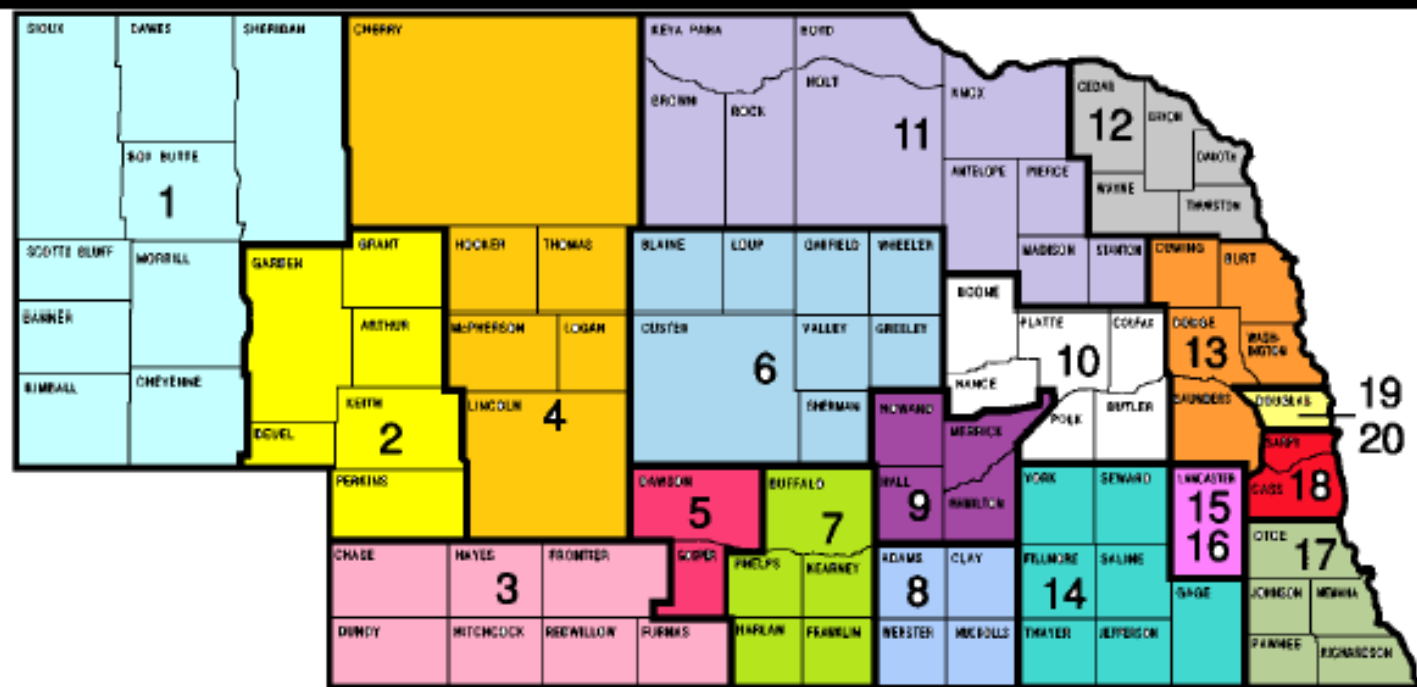 SIOUX
DAWES
SHERIDAN
CHERRY
KEYA PAHA
BOYD
BROWN
ROCK
HOLT
KNOX
11
CEDAR
12
DIXON
DAKOTA
BOX BUTTE
1
ANTELOPE
PIERCE
WAYNE
THURSTON
SCOTTS BLUFF
MORRILL
GARDEN
GRANT
HOOKER
THOMAS
BLAINE
LOUP
GARFIELD
WHEELER
MADISON
STANTON
CUMING
BURT
BANNER
ARTHUR
McPHERSON
LOGAN
CUSTER
VALLEY
GREELEY
BOONE
PLATTE
COLFAX
DODGE
WASH-
INGTON
6
10
13
KIMBALL
CHEYENNE
DEUEL
KEITH
2
LINCOLN
4
SHERMAN
HOWARD
MERRICK
NANCE
POLK
BUTLER
SAUNDERS
DOUGLAS
19
20
SARPY
CASS
18
PERKINS
DAWSON
5
BUFFALO
7
HALL
9
HAMILTON
YORK
SEWARD
LANCASTER
15
16
OTOE
17
CHASE
HAYES
3
FRONTIER
GOSPER
PHELPS
KEARNEY
ADAMS
8
CLAY
FILLMORE
14
SALINE
GAGE
JOHNSON
NEMAHA
DUNDY
HITCHCOCK
REDWILLOW
FURNAS
HARLAN
FRANKLIN
WEBSTER
NUCKOLLS
THAYER
JEFFERSON
PAWNEE
RICHARDSON